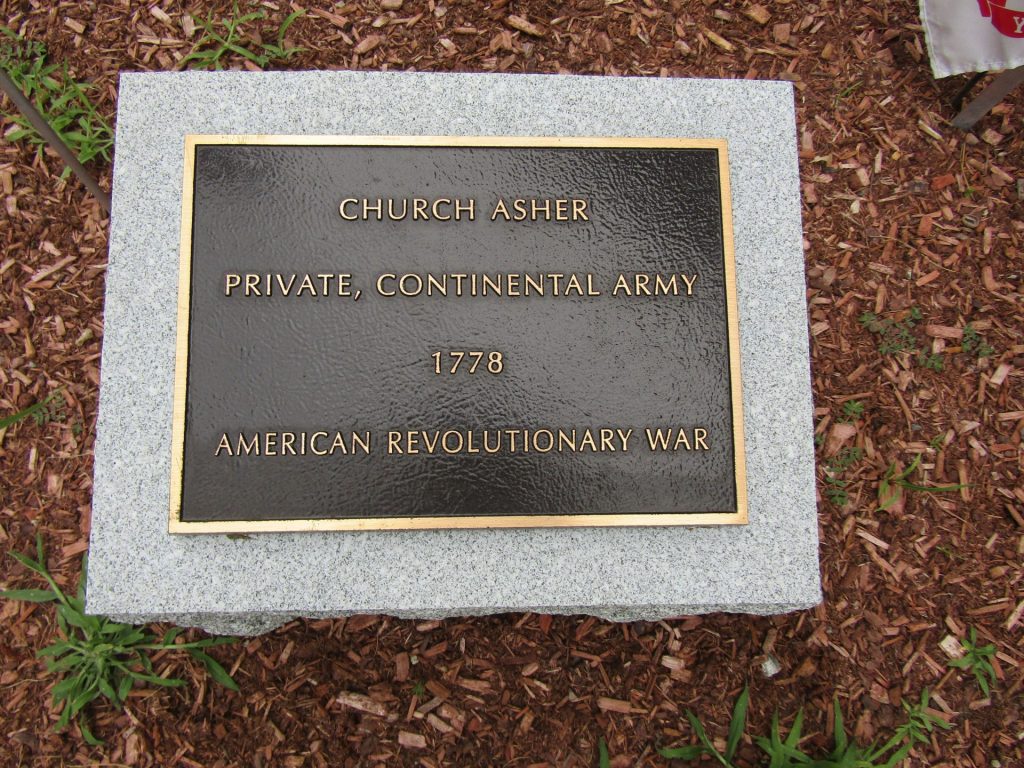 CHURCH ASHER
PRIVATE, CONTINENTAL ARMY
1778
AMERICAN REVOLUTIONARY WAR